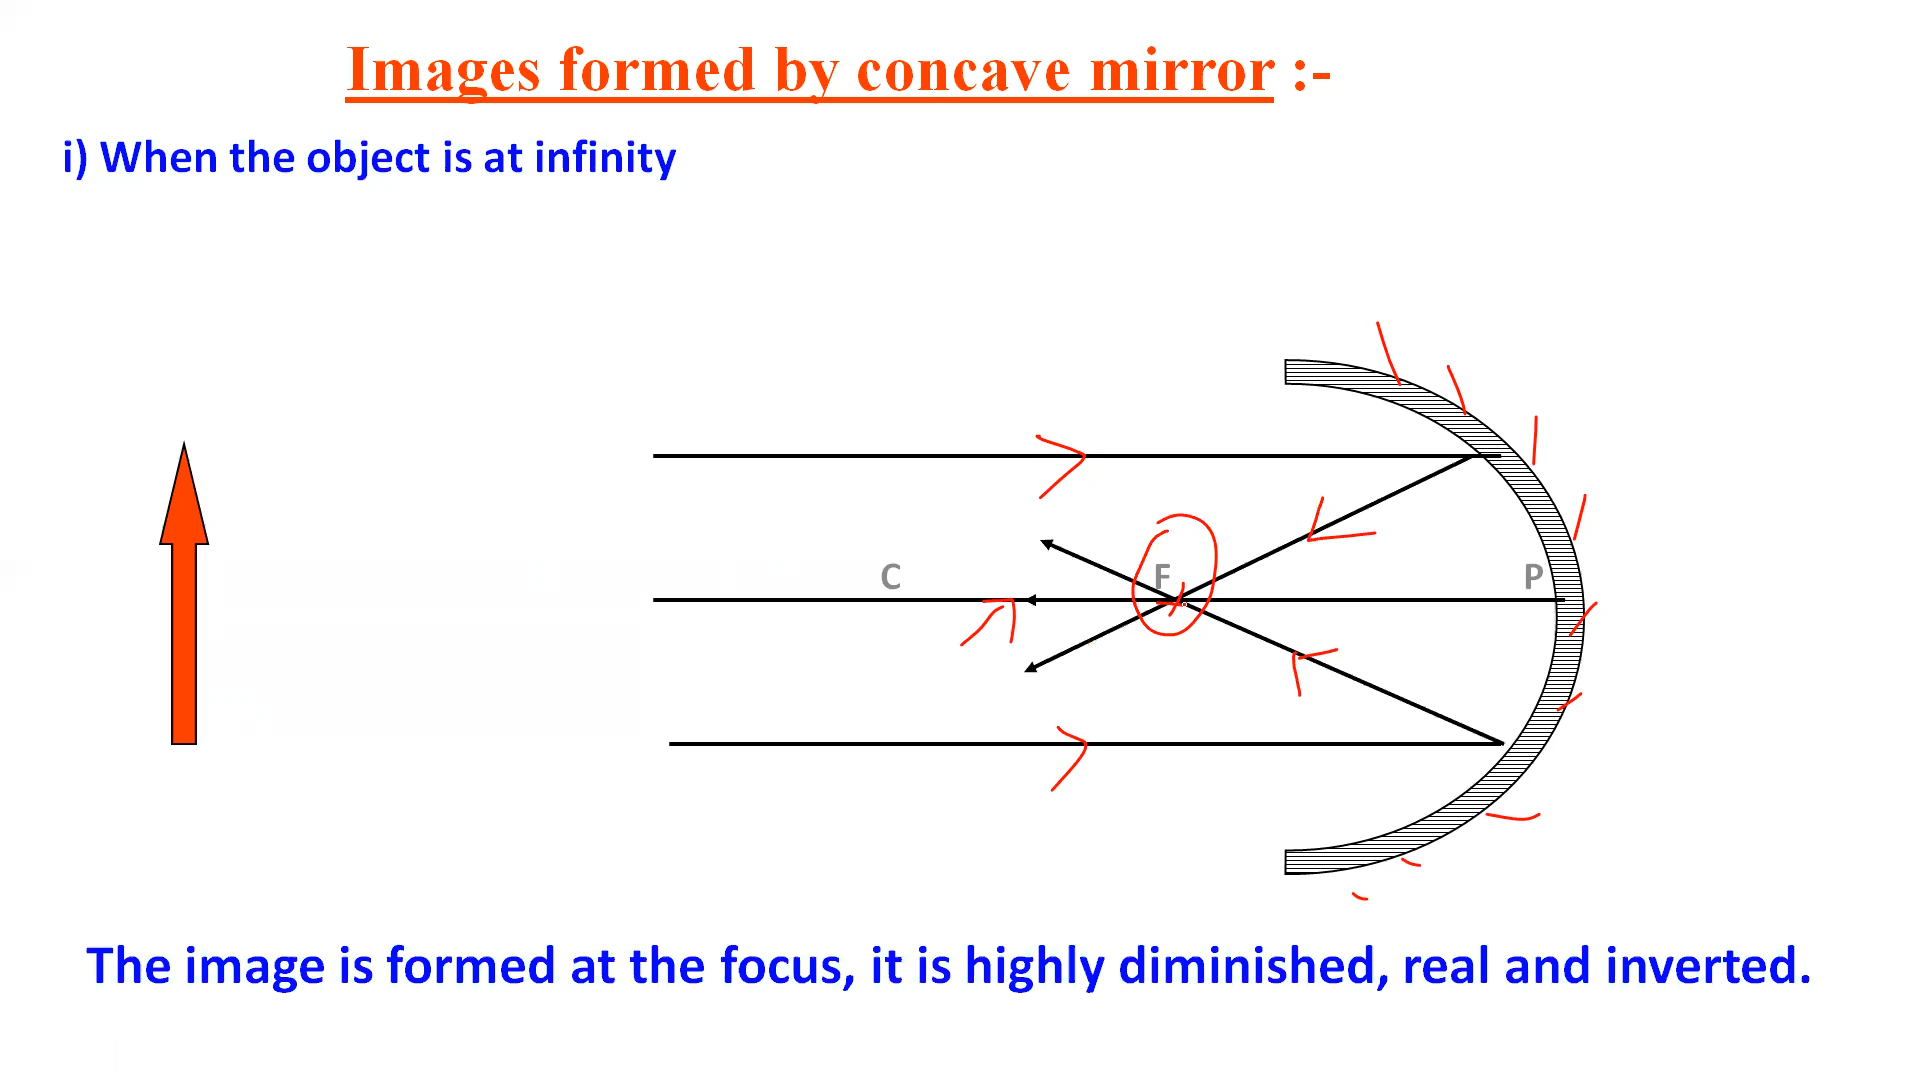 Images formed by concave mirror :-
i) When the object is at infinity
C F P
The image is formed at the focus, it is highly diminished, real and inverted.